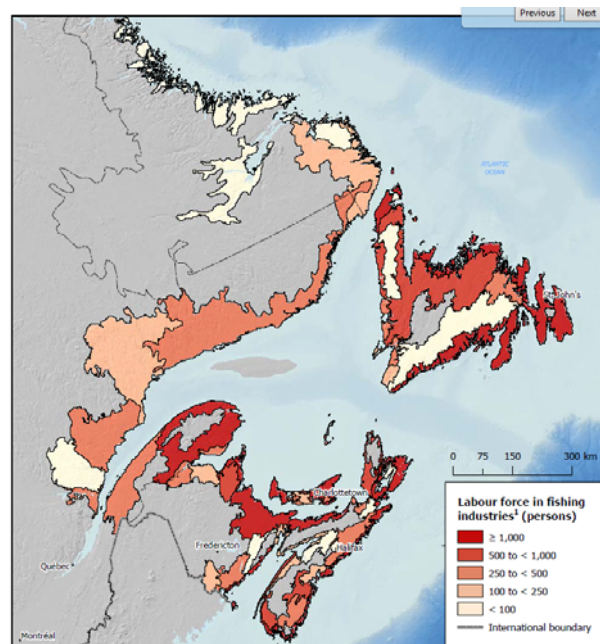 Previous Next
ATLANTIC
OCEAN
St. John's
Charlottetown
Fredericton
Halifax
Québec
Montréal
0 75 150 300 km
Labour force in fishing
industries¹ (persons)
≥ 1,000
500 to < 1,000
250 to < 500
100 to < 250
< 100
International boundary